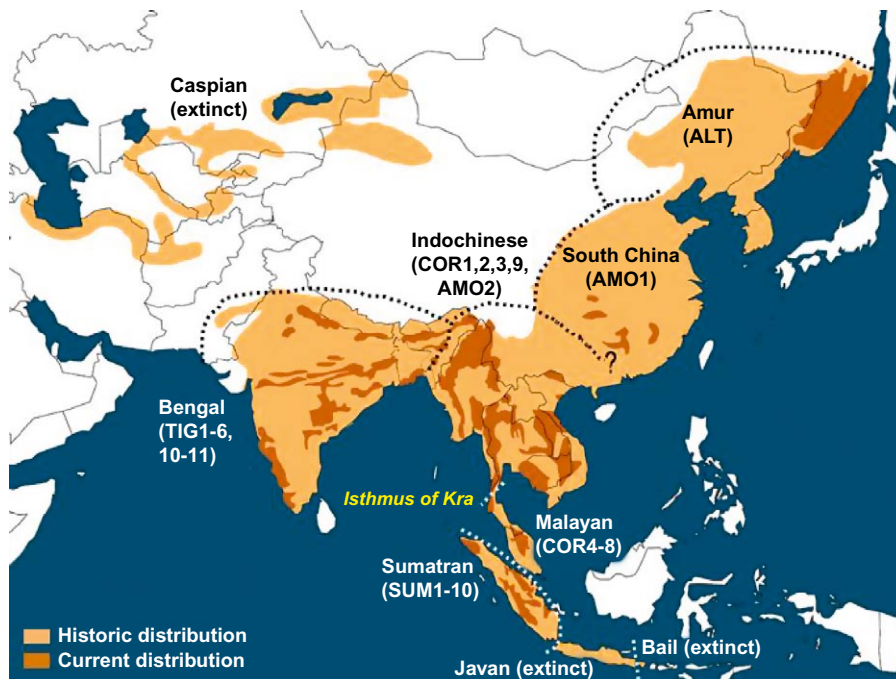 Caspian
(extinct)
Amur
(ALT)
Indochinese
(COR1,2,3,9,
AMO2)
South China
(AMO1)
?
Bengal
(TIG1-6,
10-11)
Isthmus of Kra
Malayan
(COR4-8)
Sumatran
(SUM1-10)
Historic distribution
Current distribution
Javan (extinct)
Bail (extinct)